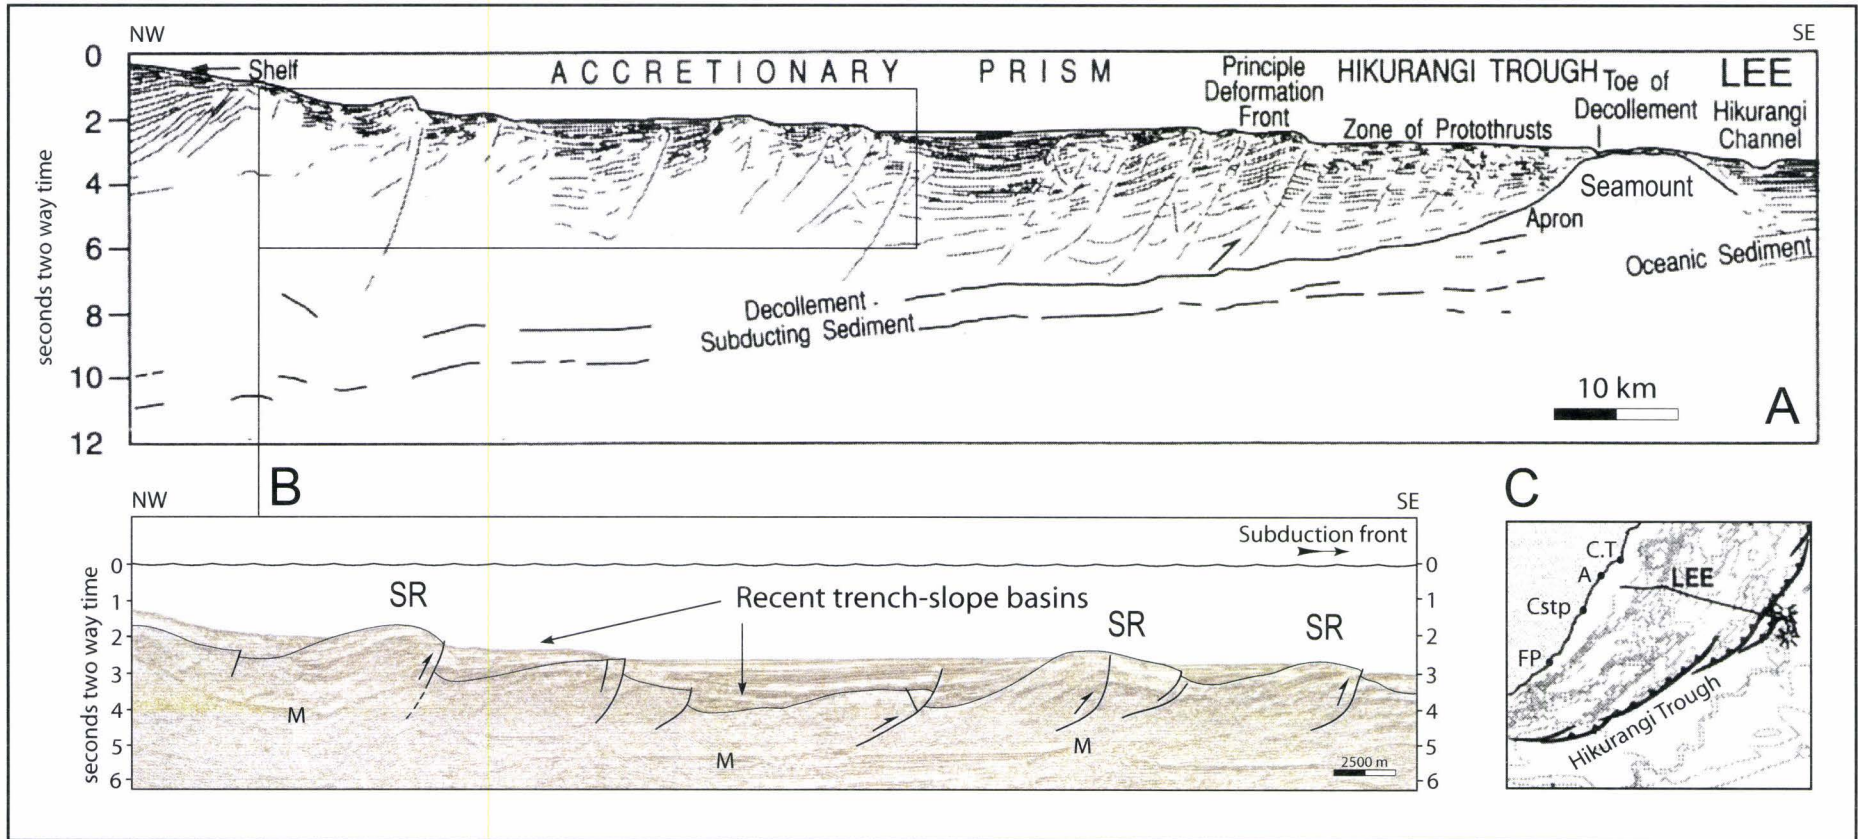 NW
SE
0
Shelf
ACCRETIONARY PRISM
Principle
Deformation
Front
HIKURANGI TROUGH
Toe of
Decollement
LEE
Hikurangi
Channel
2
Zone of Protothrusts
4
Seamount
Apron
6
Oceanic Sediment
8
Decollement
Subducting Sediment
10
10 km
A
12
seconds two way time
B
NW
SE
Subduction front
0
0
SR
Recent trench-slope basins
1
1
SR
SR
2
2
3
3
4
4
M
M
M
5
5
2500 m
6
6
seconds two way time
C
C.T
A
LEE
Cstp
FP
Hikurangi Trough